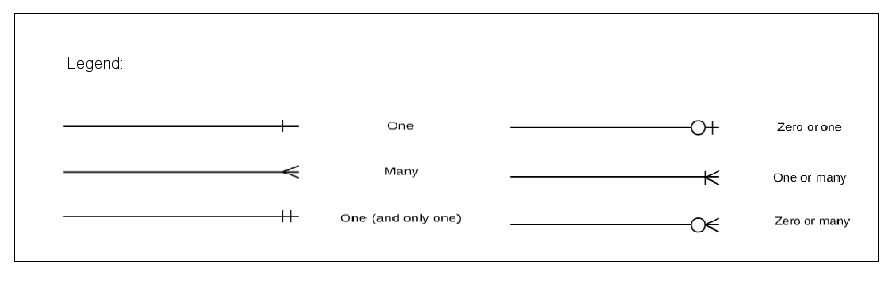 Legend:
One
Zero or one
Many
One or many
One (and only one)
Zero or many